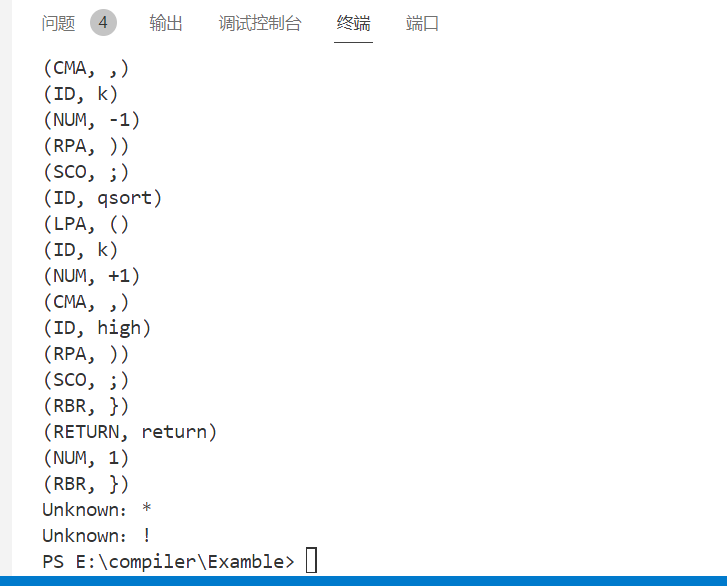 问题 4 输出 调试控制台 终端 端口
(CMA, ,)
(ID, k)
(NUM, -1)
(RPA, ))
(SCO, ;)
(ID, qsort)
(LPA, ()
(ID, k)
(NUM, +1)
(CMA, ,)
(ID, high)
(RPA, ))
(SCO, ;)
(RBR, })
(RETURN, return)
(NUM, 1)
(RBR, })
Unknown: *
Unknown: !
PS E:\compiler\Examble>